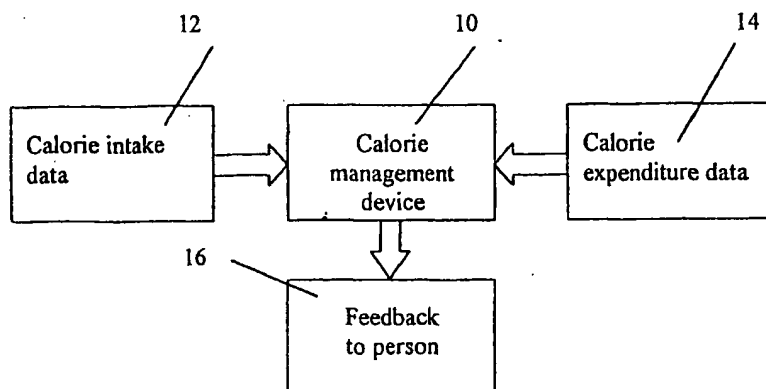 12
10
14
Calorie intake
data
Calorie
management
device
Calorie
expenditure data
16
Feedback
to person